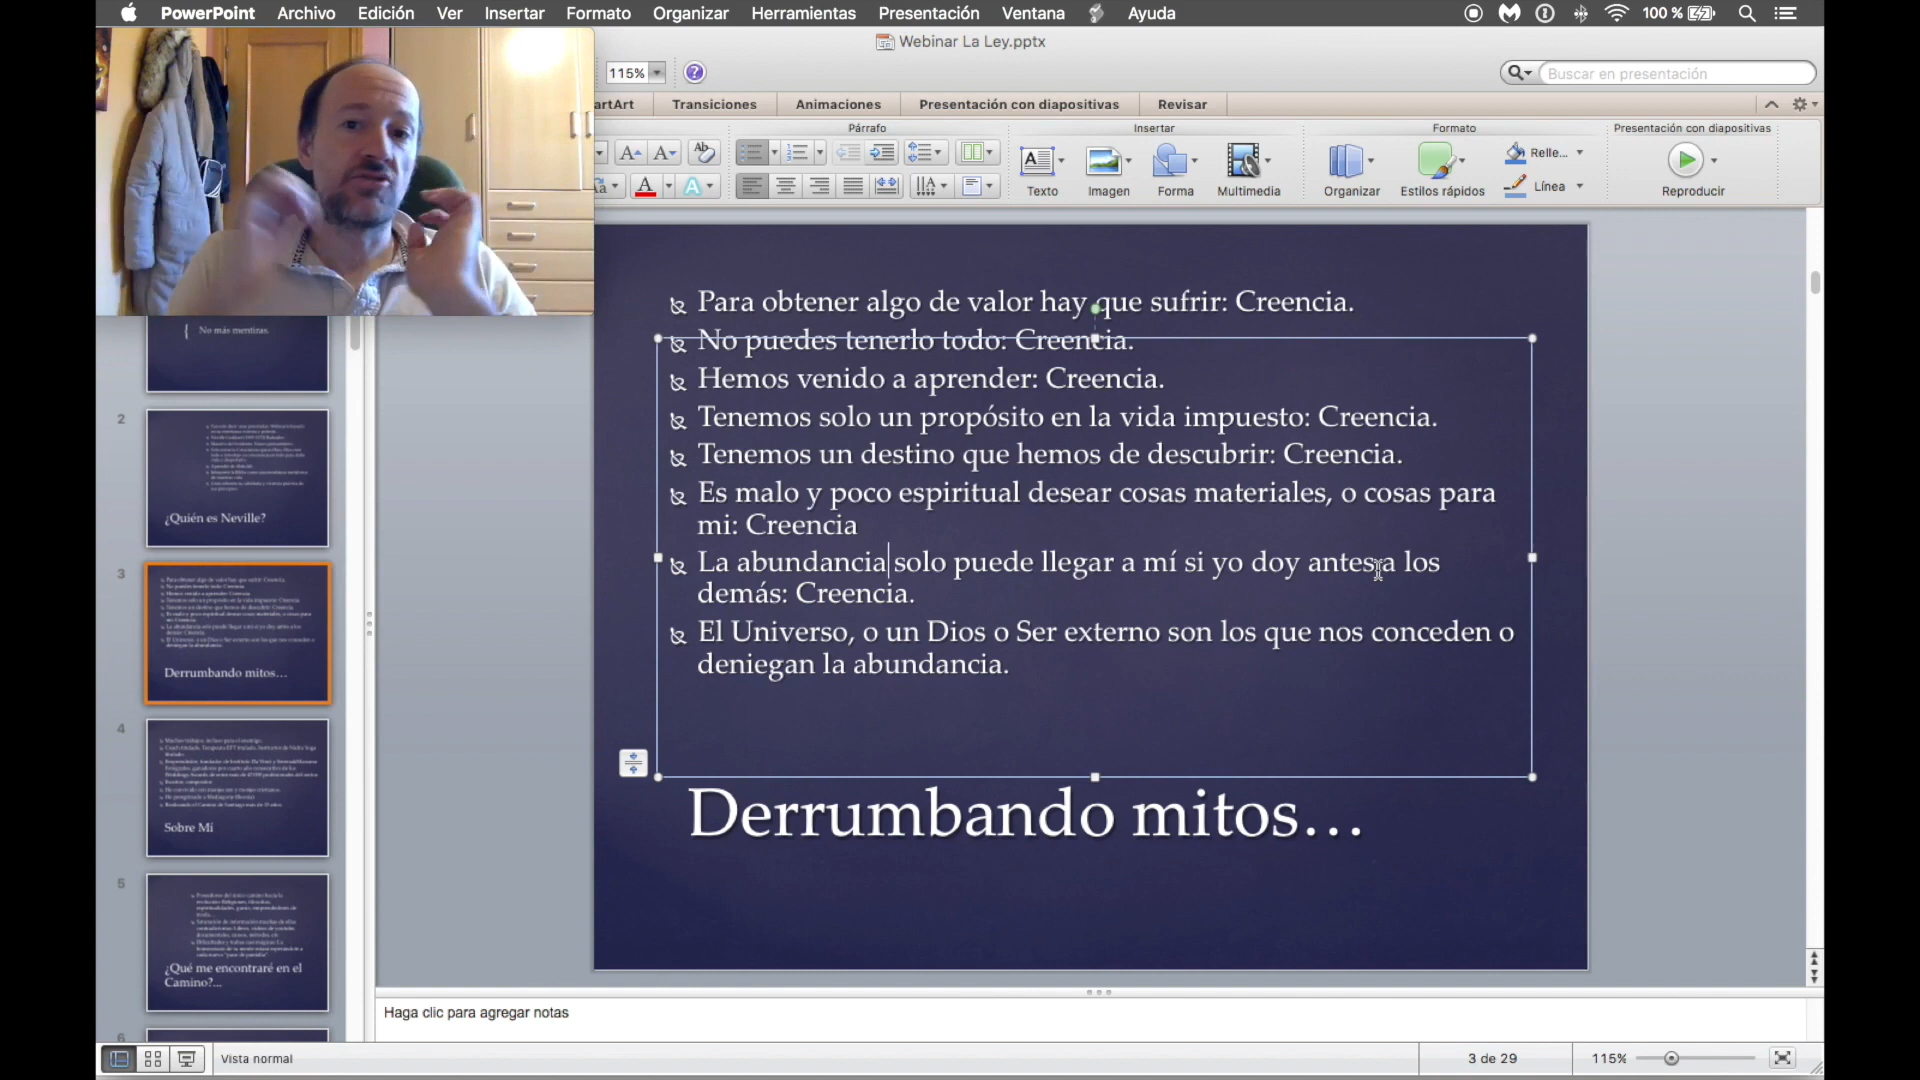 PowerPoint Archivo Edición Ver Insertar Formato Organizar Herramientas Presentación Ventana Ayuda 100 %
Webinar La Ley.pptx
115%
Buscar en presentación
artArt Transiciones Animaciones Presentación con diapositivas Revisar
Párrafo Insertar Formato Presentación con diapositivas
Relle...
Línea
Texto Imagen Forma Multimedia Organizar Estilos rápidos Reproducir
No más mentiras.
2
¿Quién es Neville?
3
Derrumbando mitos...
4
Sobre Mí
5
¿Qué me encontraré en el
Camino?...
6
Para obtener algo de valor hay que sufrir: Creencia.
No puedes tenerlo todo: Creencia.
Hemos venido a aprender: Creencia.
Tenemos solo un propósito en la vida impuesto: Creencia.
Tenemos un destino que hemos de descubrir: Creencia.
Es malo y poco espiritual desear cosas materiales, o cosas para
mi: Creencia
La abundancia solo puede llegar a mí si yo doy antes a los
demás: Creencia.
El Universo, o un Dios o Ser externo son los que nos conceden o
deniegan la abundancia.
Derrumbando mitos...
Haga clic para agregar notas
Vista normal 3 de 29 115%